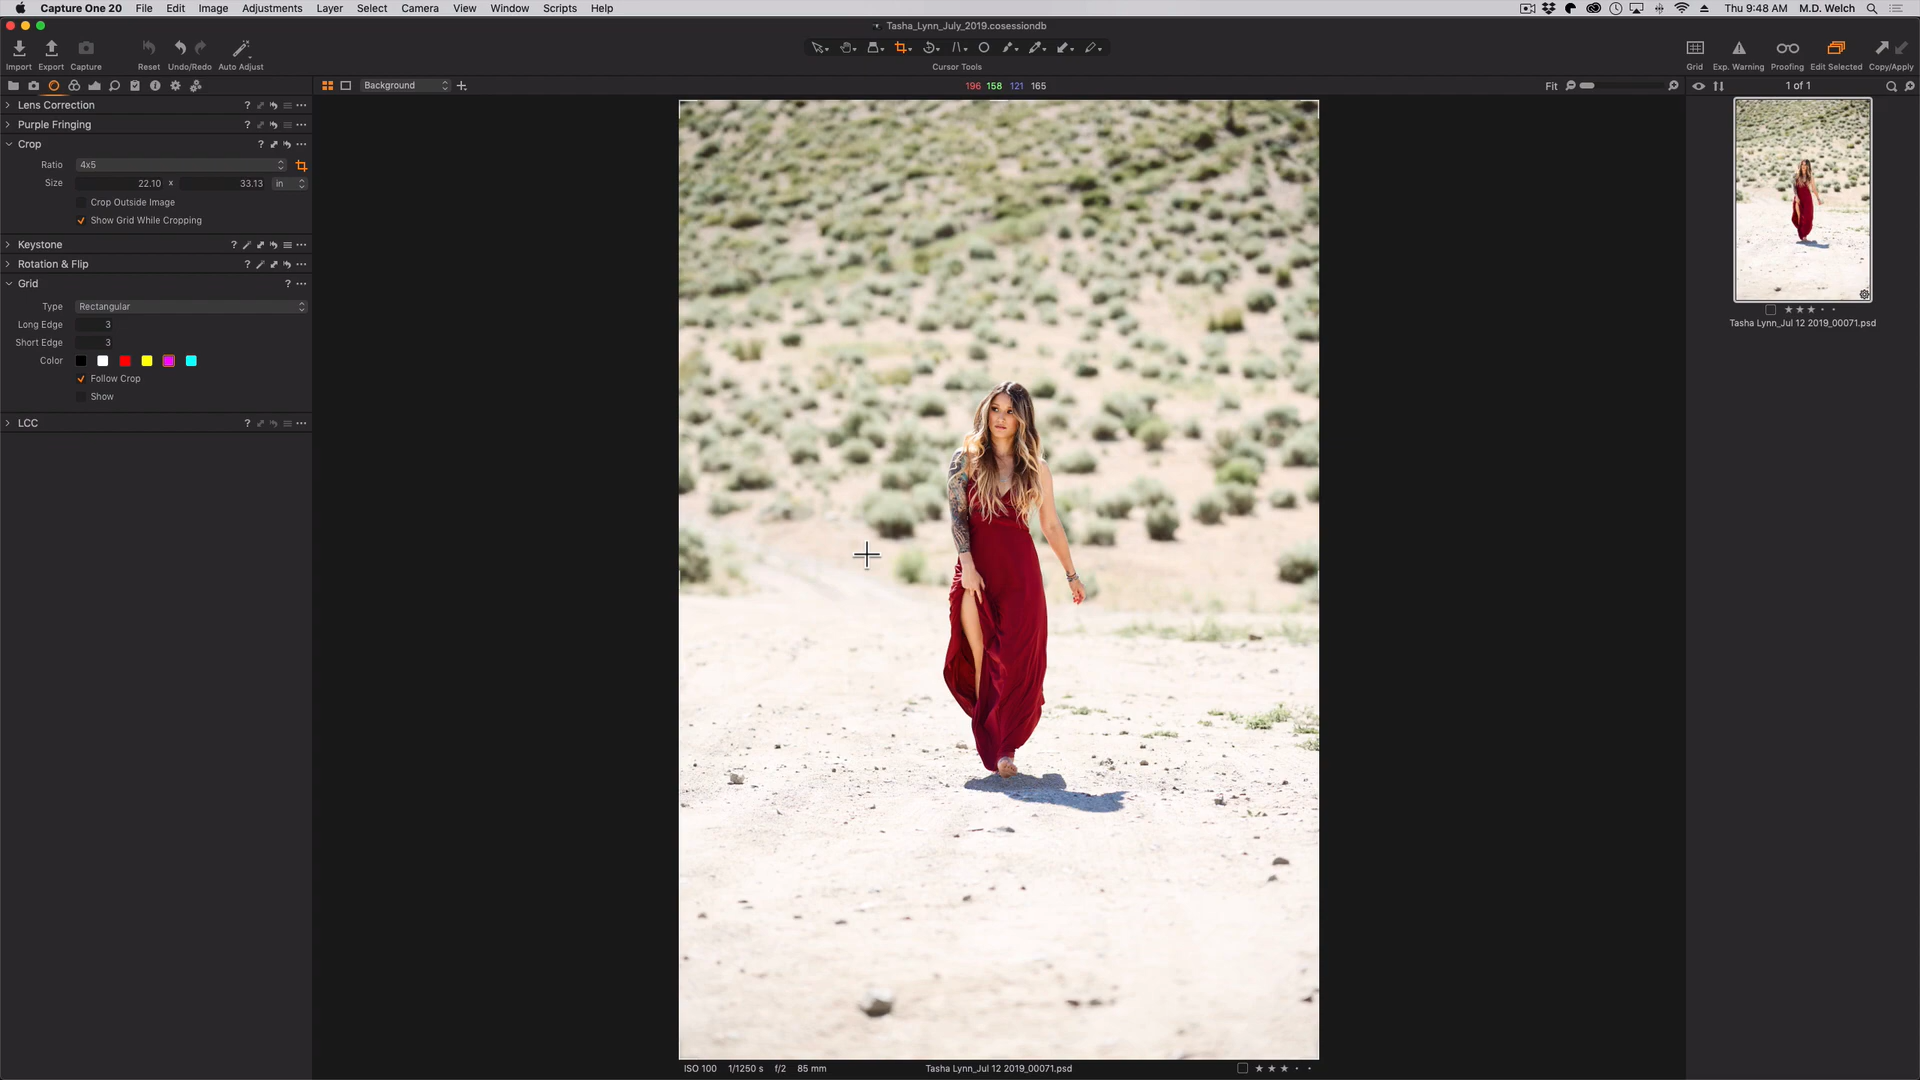 Capture One 20 File Edit Image Adjustments Layer Select Camera View Window Scripts Help Thu 9:48 AM M.D. Welch
Tasha_Lynn_July_2019.cosessiondb
Import Export Capture Reset Undo/Redo Auto Adjust Cursor Tools Grid Exp. Warning Proofing Edit Selected Copy/Apply
Background 196 158 121 165 Fit 1 of 1
Lens Correction ?
Purple Fringing ?
Crop ?
Ratio 4x5
Size 22.10 x 33.13 in
Crop Outside Image
Show Grid While Cropping
Keystone ?
Rotation & Flip ?
Grid ?
Type Rectangular
Long Edge 3
Short Edge 3
Color
Follow Crop
Show
LCC ?
Tasha Lynn_Jul 12 2019_00071.psd
ISO 100 1/1250 s f/2 85 mm Tasha Lynn_Jul 12 2019_00071.psd